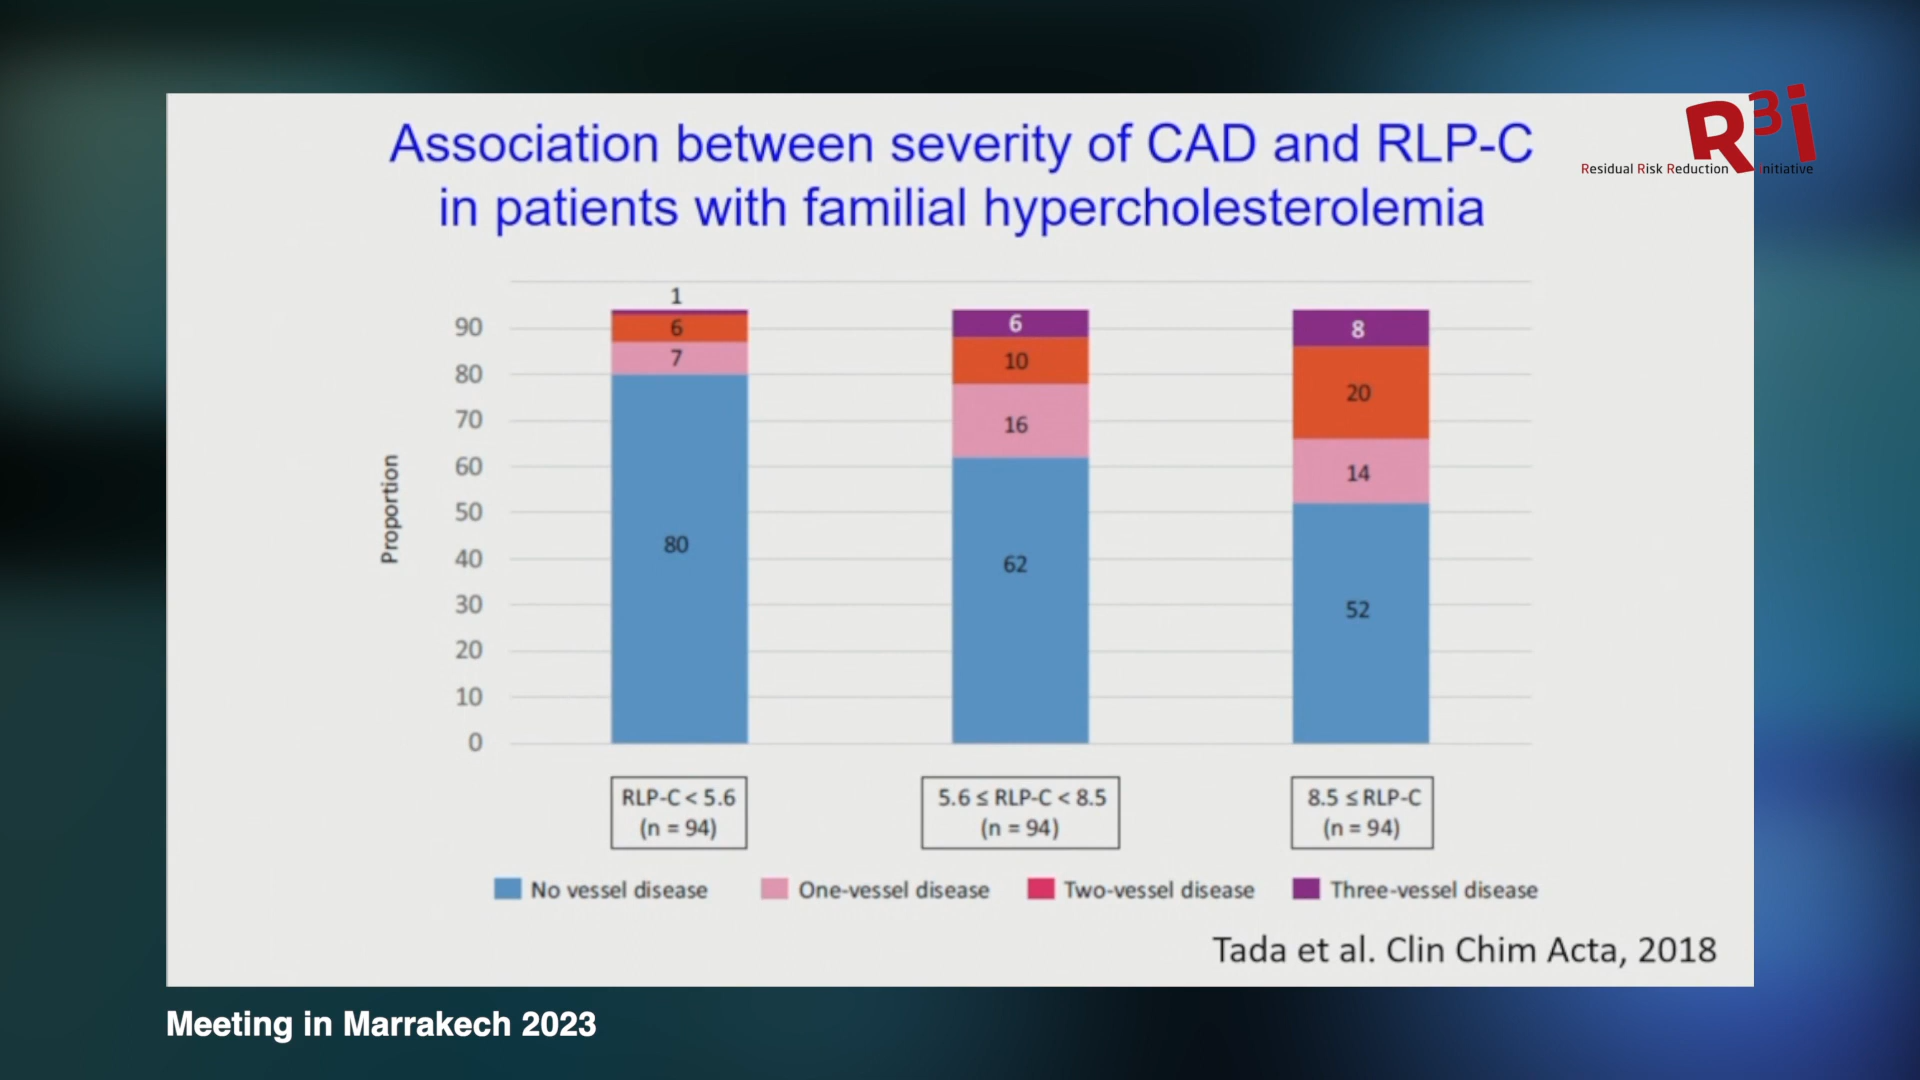 Association between severity of CAD and RLP-C
in patients with familial hypercholesterolemia
R3i
Residual Risk Reduction initiative
Proportion
90
80
70
60
50
40
30
20
10
0
1
6
7
80
6
10
16
62
8
20
14
52
RLP-C < 5.6
(n = 94)
5.6 ≤ RLP-C < 8.5
(n = 94)
8.5 ≤ RLP-C
(n = 94)
No vessel disease
One-vessel disease
Two-vessel disease
Three-vessel disease
Tada et al. Clin Chim Acta, 2018
Meeting in Marrakech 2023